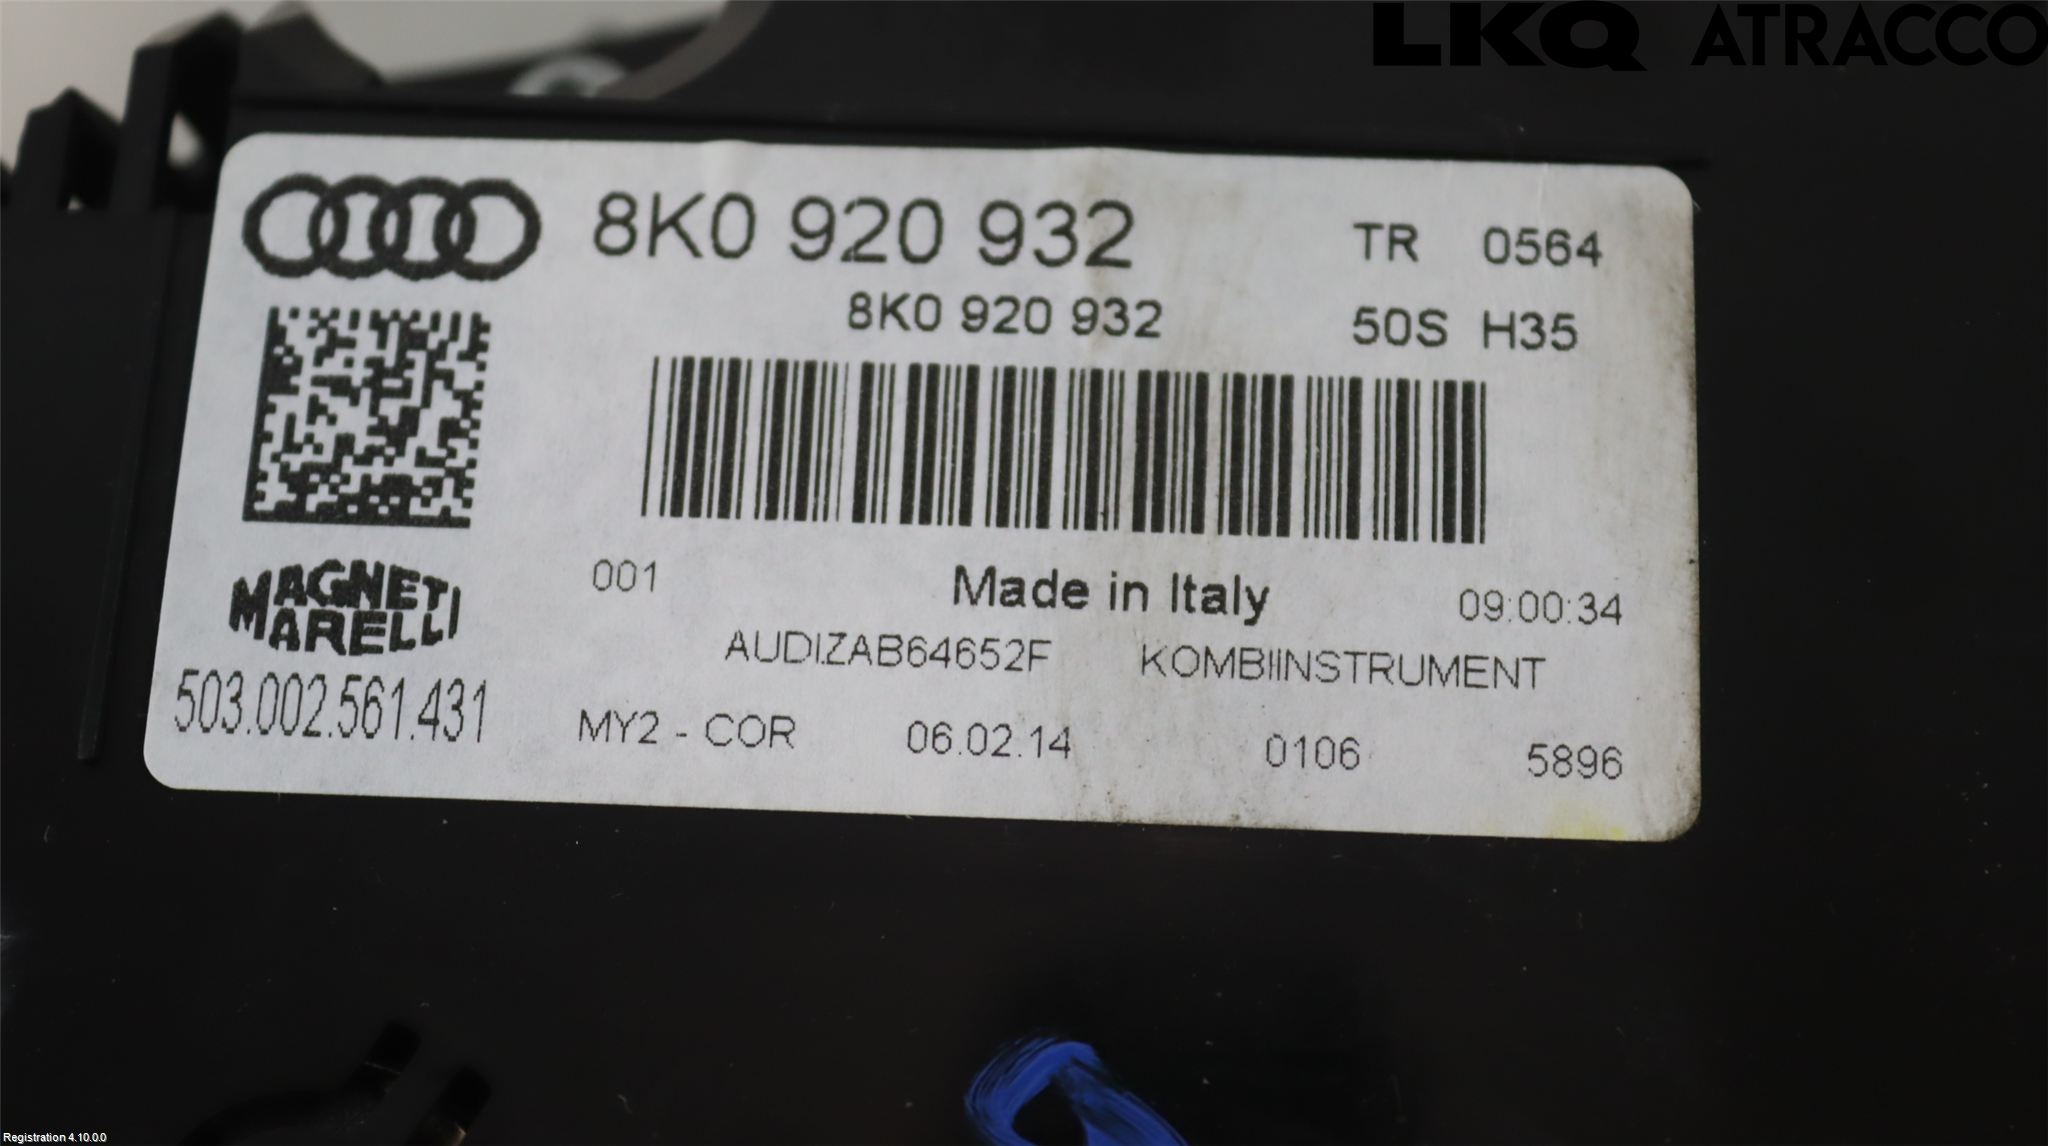 LKQ ATRACCO
8K0 920 932 TR 0564
8K0 920 932 50S H35
001 Made in Italy 09:00:34
MAGNETI
MARELLI
AUDIZAB64652F KOMBIINSTRUMENT
503.002.561.431 MY2 - COR 06.02.14 0106 5896
Registration 4.10.0.0